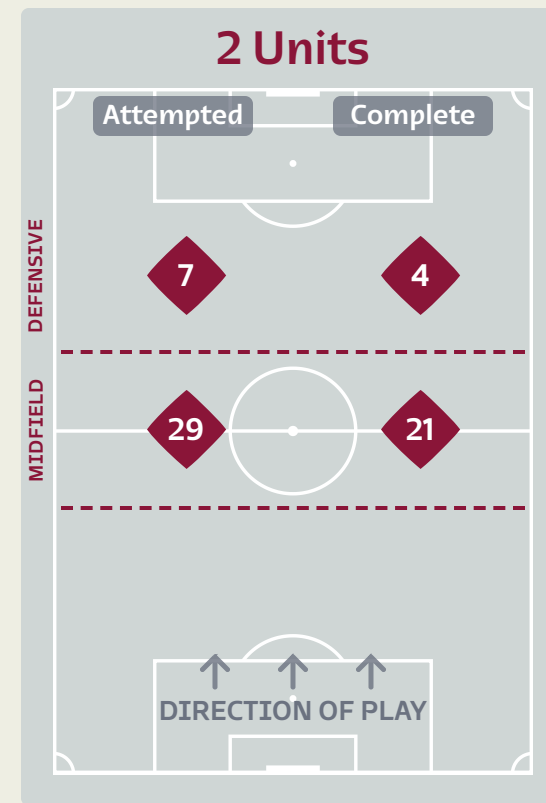 2 Units
Attempted Complete
DEFENSIVE
7 4
MIDFIELD
29 21
DIRECTION OF PLAY